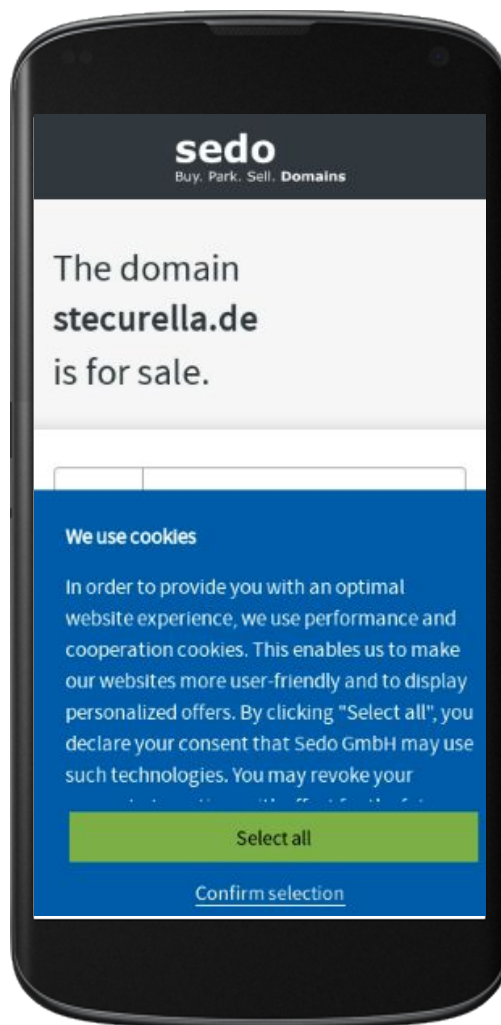 sedo
Buy. Park. Sell. Domains
The domain
stecurella.de
is for sale.
We use cookies
In order to provide you with an optimal
website experience, we use performance and
cooperation cookies. This enables us to make
our websites more user-friendly and to display
personalized offers. By clicking "Select all", you
declare your consent that Sedo GmbH may use
such technologies. You may revoke your
Select all
Confirm selection